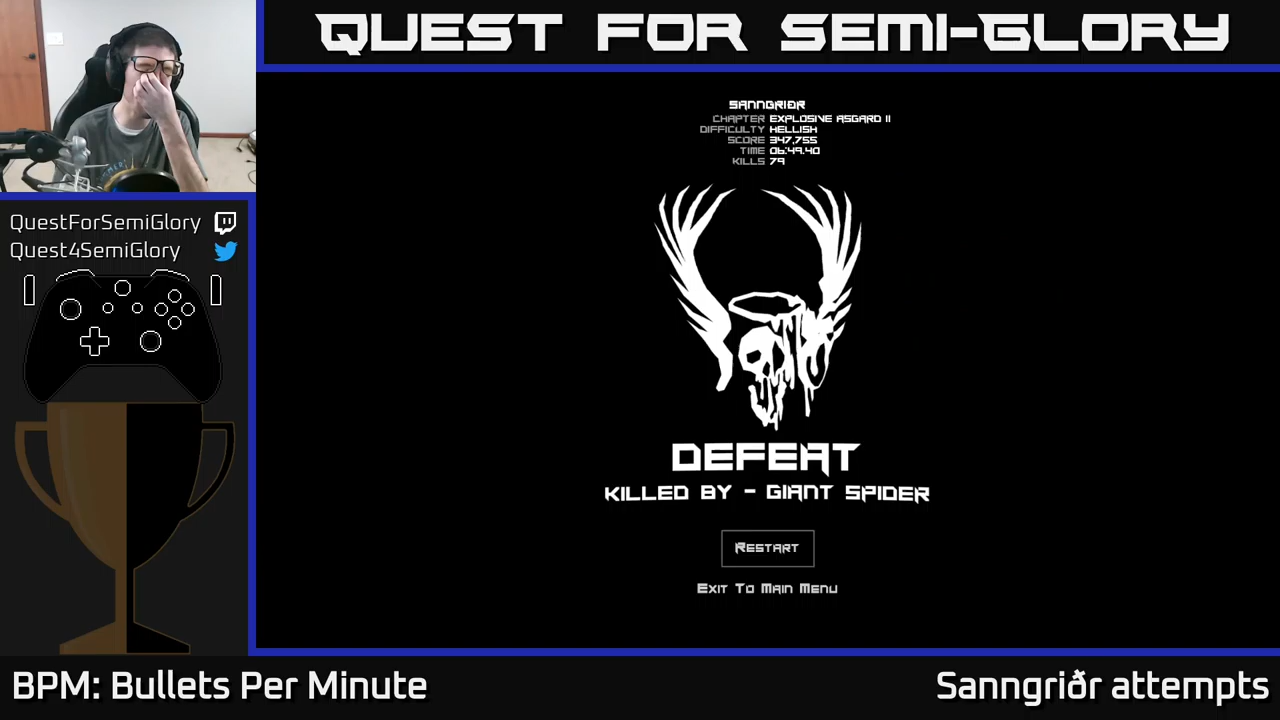 QUEST FOR SEMI-GLORY
SANNGRIÐR
CHAPTER EXPLOSIVE ASGARD II
DIFFICULTY HELLISH
SCORE 347,755
TIME 06:49.40
KILLS 79
QuestForSemiGlory
Quest4SemiGlory
DEFEAT
KILLED BY - GIANT SPIDER
RESTART
EXIT TO MAIN MENU
BPM: Bullets Per Minute
Sanngriðr attempts